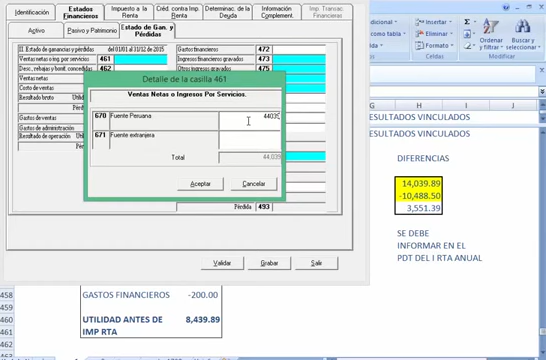 Identificación
Estados Financieros
Impuesto a la Renta
Créd. contra Imp. Renta
Determinac. de la Deuda
Información Complement.
Imp. Transac Financieras
Activo
Pasivo y Patrimonio
Estado de Gan. y Pérdidas
II. Estado de ganancias y pérdidas del 01/01 al 31/12 de 2015
Gastos financieros 472
Ventas netas o ing. por servicios 461
Ingresos financieros gravados 473
Desc., rebajas y bonif. concedidas 462
475
Ventas netas
Costo de ventas
Resultado bruto
Gastos de ventas
Gastos de administración
Resultado de operación
Detalle de la casilla 461
Ventas Netas o Ingresos Por Servicios.
670 Fuente Peruana 44039
671 Fuente extranjera
Total 44,039
Aceptar
Cancelar
Pérdida 493
Validar
Grabar
Salir
Insertar
Eliminar
Formato
Ordenar y filtrar
Buscar y seleccionar
Celdas
Modificar
G H I J
RESULTADOS VINCULADOS
RESULTADOS VINCULADOS
DIFERENCIAS
14,039.89
-10,488.50
3,551.39
SE DEBE
INFORMAR EN EL
PDT DEL I RTA ANUAL
458
459
460
461
462
GASTOS FINANCIEROS -200.00
UTILIDAD ANTES DE 8,439.89
IMP RTA